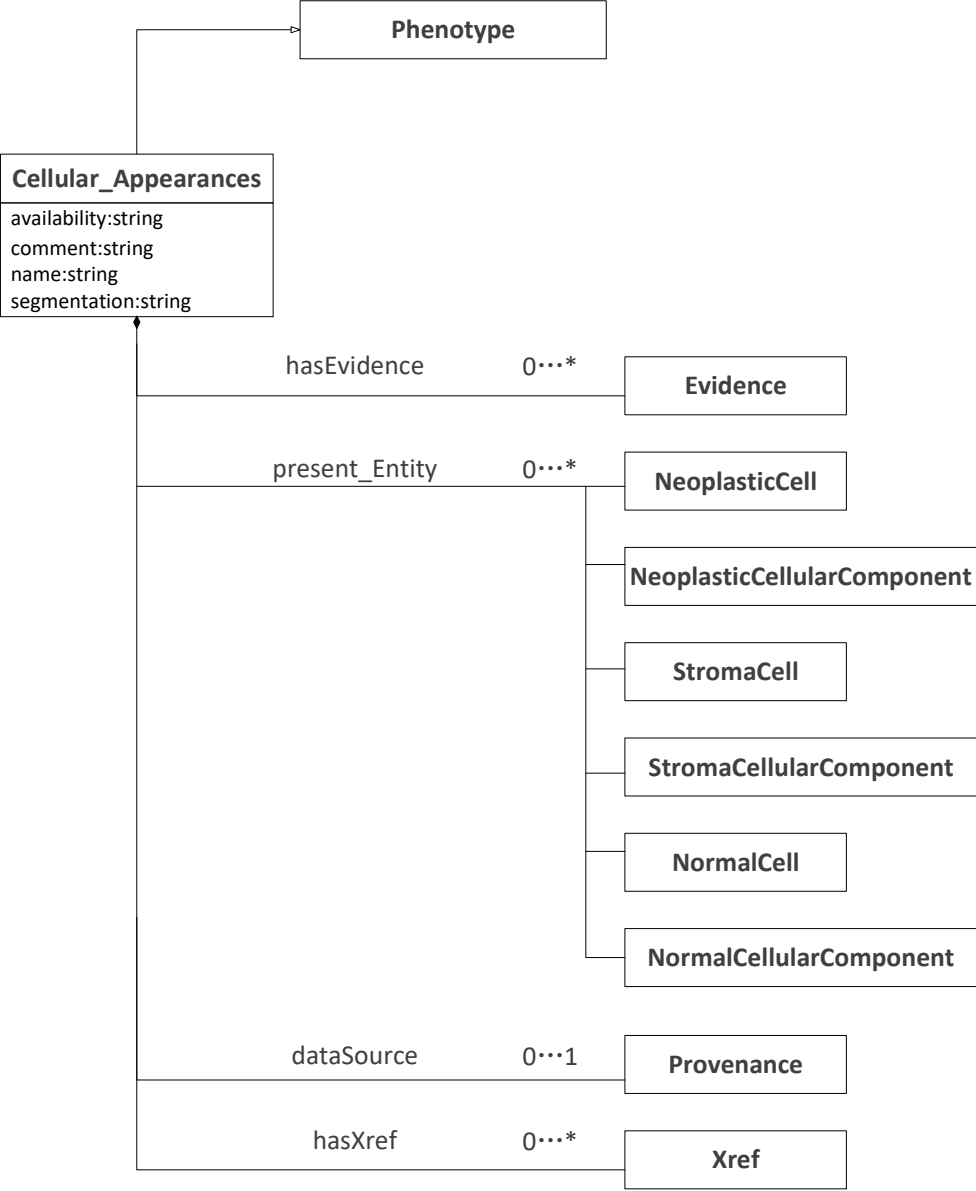 Phenotype
Cellular_Appearances
availability:string
comment:string
name:string
segmentation:string
hasEvidence 0···* Evidence
present_Entity 0···* NeoplasticCell
NeoplasticCellularComponent
StromaCell
StromaCellularComponent
NormalCell
NormalCellularComponent
dataSource 0···1 Provenance
hasXref 0···* Xref